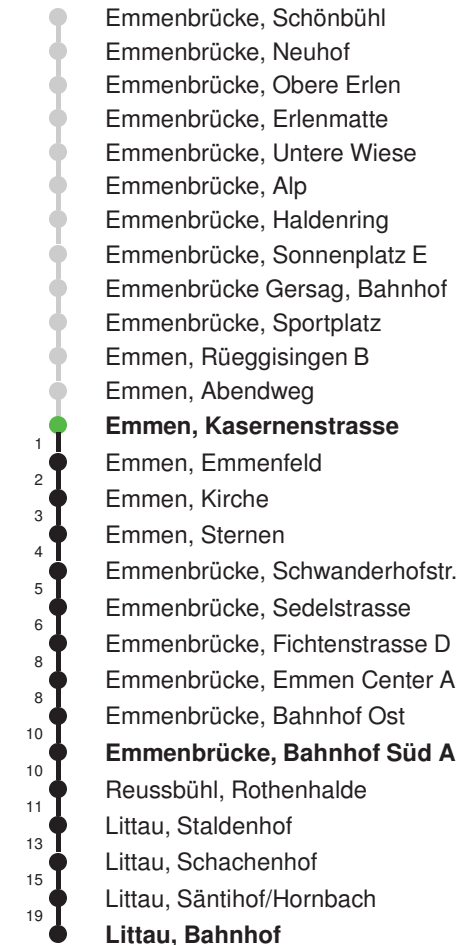 Emmenbrücke, Schönbühl
Emmenbrücke, Neuhof
Emmenbrücke, Obere Erlen
Emmenbrücke, Erlenmatte
Emmenbrücke, Untere Wiese
Emmenbrücke, Alp
Emmenbrücke, Haldenring
Emmenbrücke, Sonnenplatz E
Emmenbrücke Gersag, Bahnhof
Emmenbrücke, Sportplatz
Emmen, Rüeggisingen B
Emmen, Abendweg
Emmen, Kasernenstrasse
1 Emmen, Emmenfeld
2 Emmen, Kirche
3 Emmen, Sternen
4 Emmenbrücke, Schwanderhofstr.
5 Emmenbrücke, Sedelstrasse
6 Emmenbrücke, Fichtenstrasse D
8 Emmenbrücke, Emmen Center A
8 Emmenbrücke, Bahnhof Ost
10 Emmenbrücke, Bahnhof Süd A
10 Reussbühl, Rothenhalde
11 Littau, Staldenhof
13 Littau, Schachenhof
15 Littau, Säntihof/Hornbach
19 Littau, Bahnhof